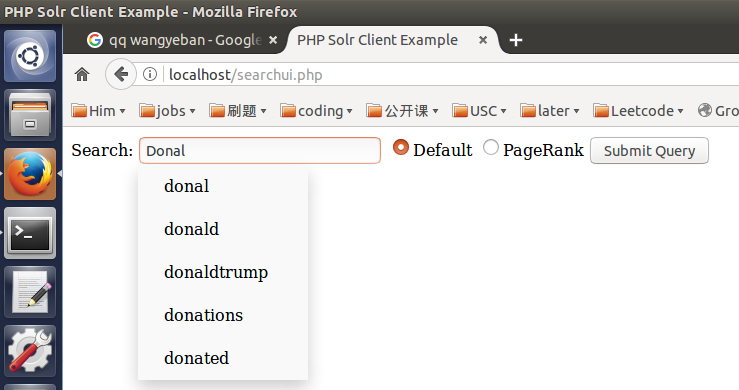 PHP Solr Client Example - Mozilla Firefox
qq wangyeban - Google
PHP Solr Client Example
localhost/searchui.php
Him jobs 刷题 coding 公开课 USC later Leetcode Gro
Search: Donal Default PageRank Submit Query
donal
donald
donaldtrump
donations
donated